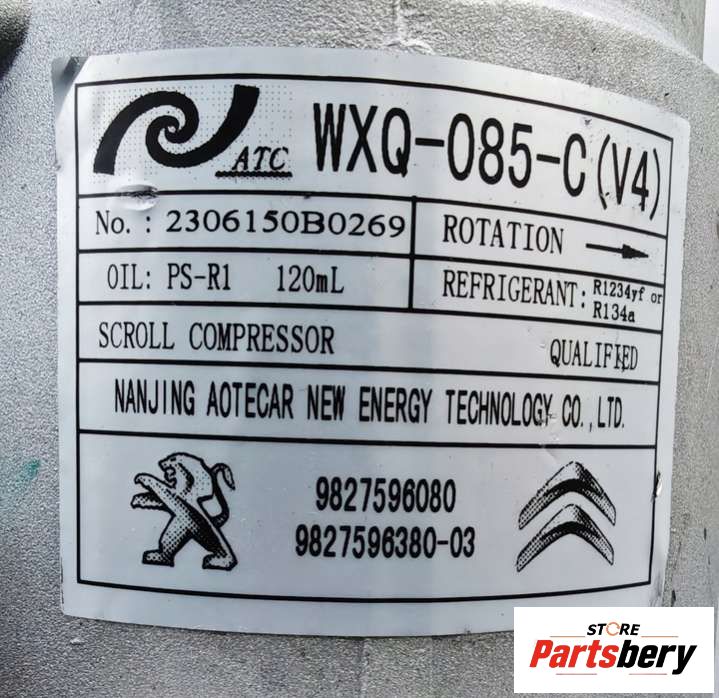 ATC WXQ-085-C(V4)
No.: 2306150B0269
ROTATION
OIL: PS-R1 120mL
REFRIGERANT: R1234yf or
R134a
SCROLL COMPRESSOR
QUALIFIED
NANJING AOTECAR NEW ENERGY TECHNOLOGY CO.,LTD.
9827596080
9827596380-03
STORE
Partsbery